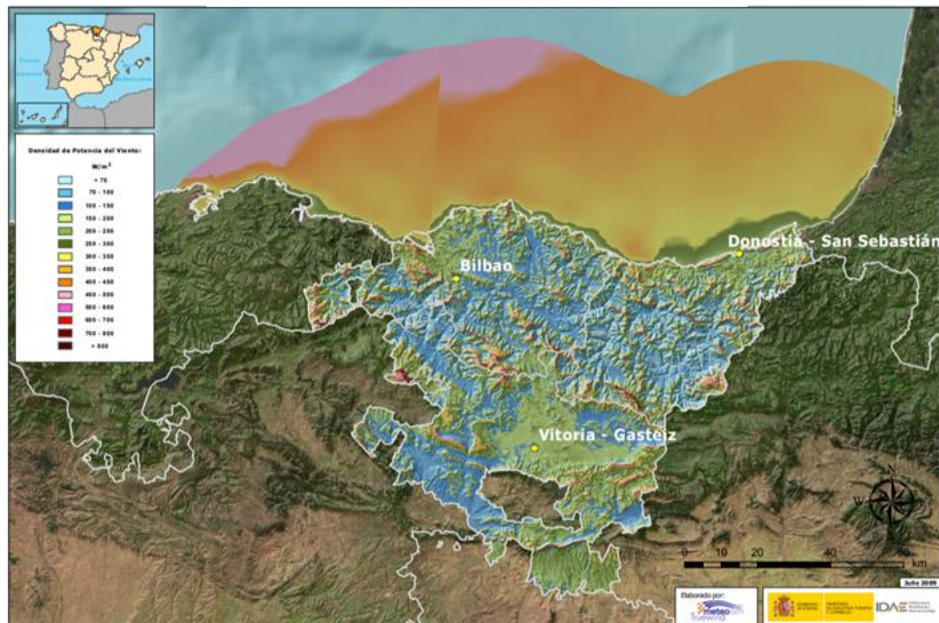 Densidad de Potencia del Viento:
W/m²
< 70
70 - 100
100 - 150
150 - 200
200 - 250
250 - 300
300 - 350
350 - 400
400 - 450
450 - 500
500 - 600
600 - 700
700 - 800
> 800
Donostia - San Sebastián
Bilbao
Vitoria - Gasteiz
N
W
0 10 20 40 60
km
Julio 2009
Elaborado por:
meteosim
Truewind
IDAE